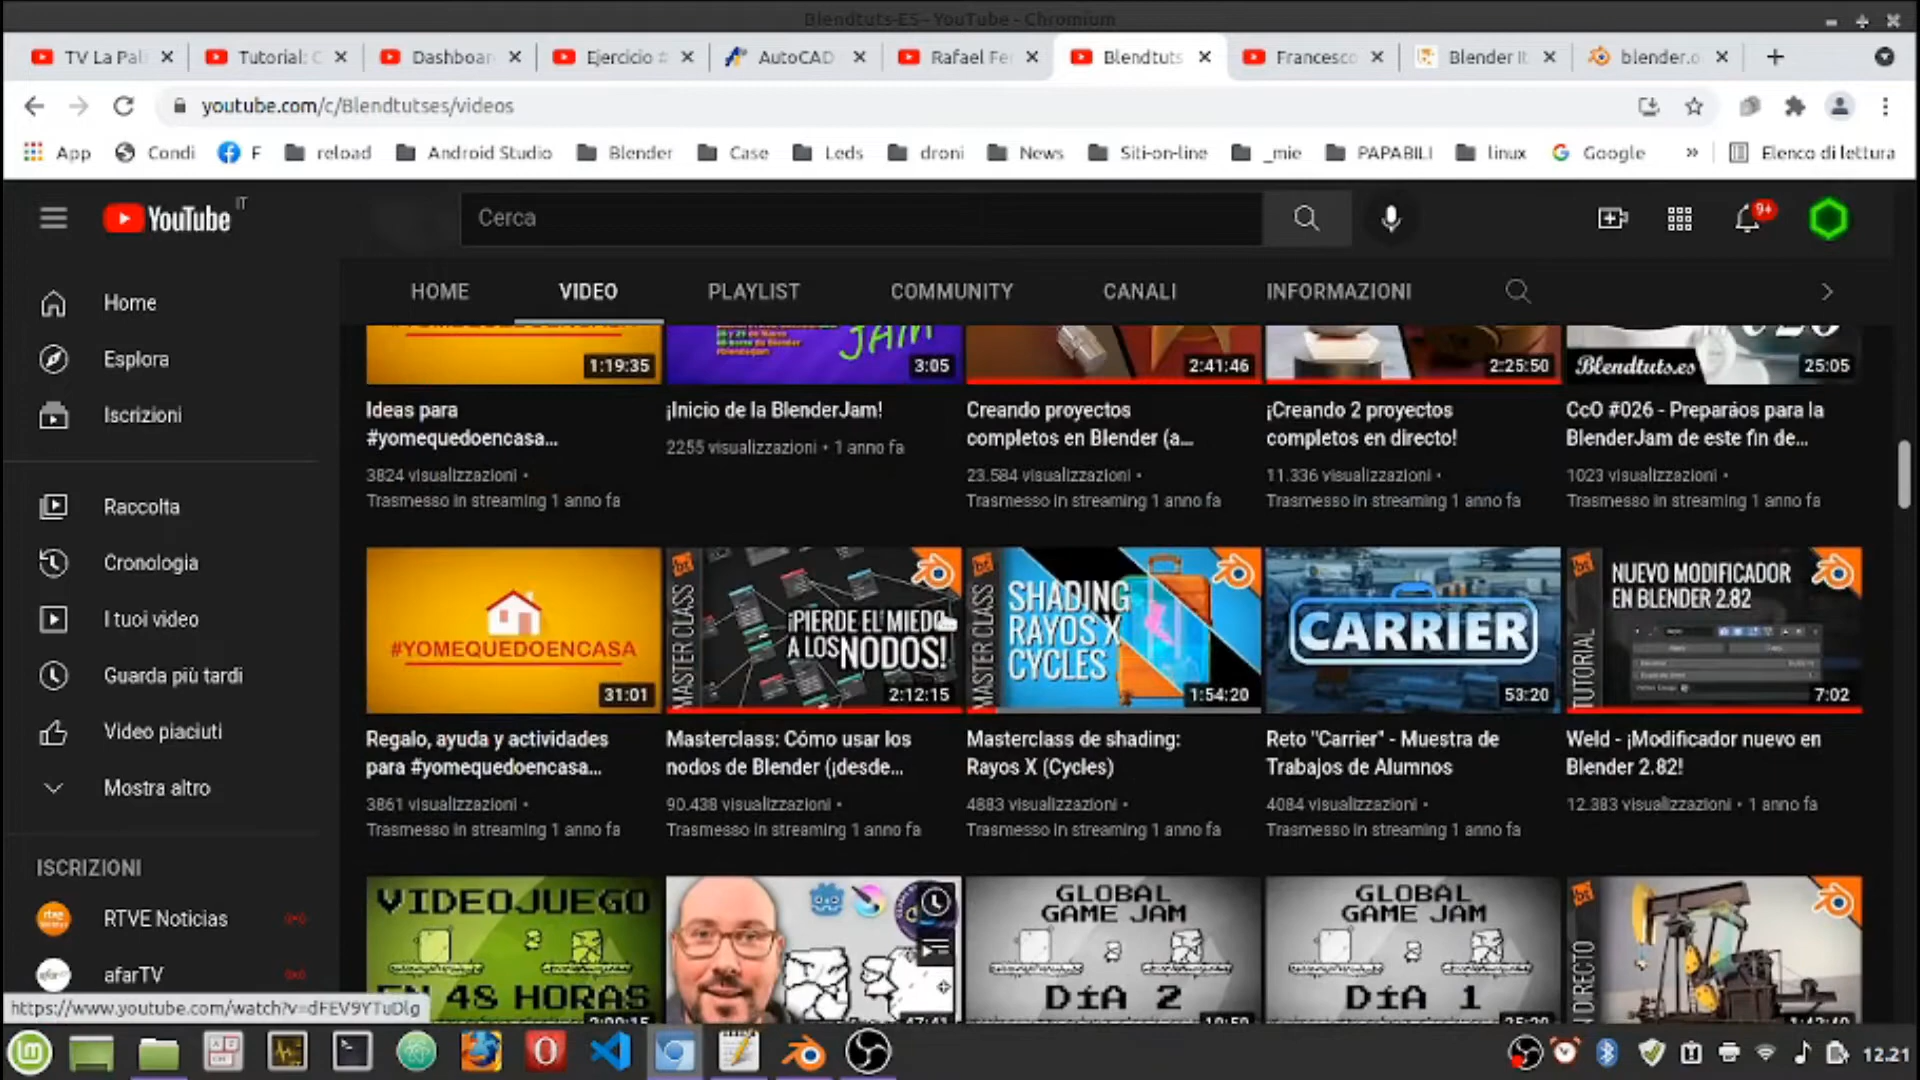 Blendtuts-ES - YouTube - Chromium
TV La Pal
Tutorial: C
Dashboar
Ejercicio #
AutoCAD
Rafael Fe
Blendtuts
Francesco
Blender It
blender.o
youtube.com/c/Blendtutses/videos
App
Condi
F
reload
Android Studio
Blender
Case
Leds
droni
News
Siti-on-line
_mie
PAPABILI
linux
Google
»
Elenco di lettura
YouTube IT
Cerca
9+
HOME
VIDEO
PLAYLIST
COMMUNITY
CANALI
INFORMAZIONI
Home
Esplora
Iscrizioni
Raccolta
Cronologia
I tuoi video
Guarda più tardi
Video piaciuti
Mostra altro
ISCRIZIONI
RTVE Noticias
afarTV
1:19:35
JAM
3:05
2:41:46
2:25:50
Blendtuts.es
25:05
Ideas para
#yomequedoencasa...
3824 visualizzazioni •
Trasmesso in streaming 1 anno fa
¡Inicio de la BlenderJam!
2255 visualizzazioni • 1 anno fa
Creando proyectos
completos en Blender (a...
23.584 visualizzazioni •
Trasmesso in streaming 1 anno fa
¡Creando 2 proyectos
completos en directo!
11.336 visualizzazioni •
Trasmesso in streaming 1 anno fa
CcO #026 - Preparáos para la
BlenderJam de este fin de...
1023 visualizzazioni •
Trasmesso in streaming 1 anno fa
#YOMEQUEDOENCASA
31:01
bt
MASTER CLASS
¡PIERDE EL MIEDO
A LOS NODOS!
2:12:15
bt
MASTER CLASS
SHADING
RAYOS X
CYCLES
1:54:20
CARRIER
53:20
bt
TUTORIAL
NUEVO MODIFICADOR
EN BLENDER 2.82
7:02
Regalo, ayuda y actividades
para #yomequedoencasa...
3861 visualizzazioni •
Trasmesso in streaming 1 anno fa
Masterclass: Cómo usar los
nodos de Blender (¡desde...
90.438 visualizzazioni •
Trasmesso in streaming 1 anno fa
Masterclass de shading:
Rayos X (Cycles)
4883 visualizzazioni •
Trasmesso in streaming 1 anno fa
Reto "Carrier" - Muestra de
Trabajos de Alumnos
4084 visualizzazioni •
Trasmesso in streaming 1 anno fa
Weld - ¡Modificador nuevo en
Blender 2.82!
12.383 visualizzazioni • 1 anno fa
VIDEOJUEGO
EN 48 HORAS
GLOBAL
GAME JAM
DÍA 2
GLOBAL
GAME JAM
DÍA 1
bt
N DIRECTO
https://www.youtube.com/watch?v=dFEV9YTuDlg
12.21